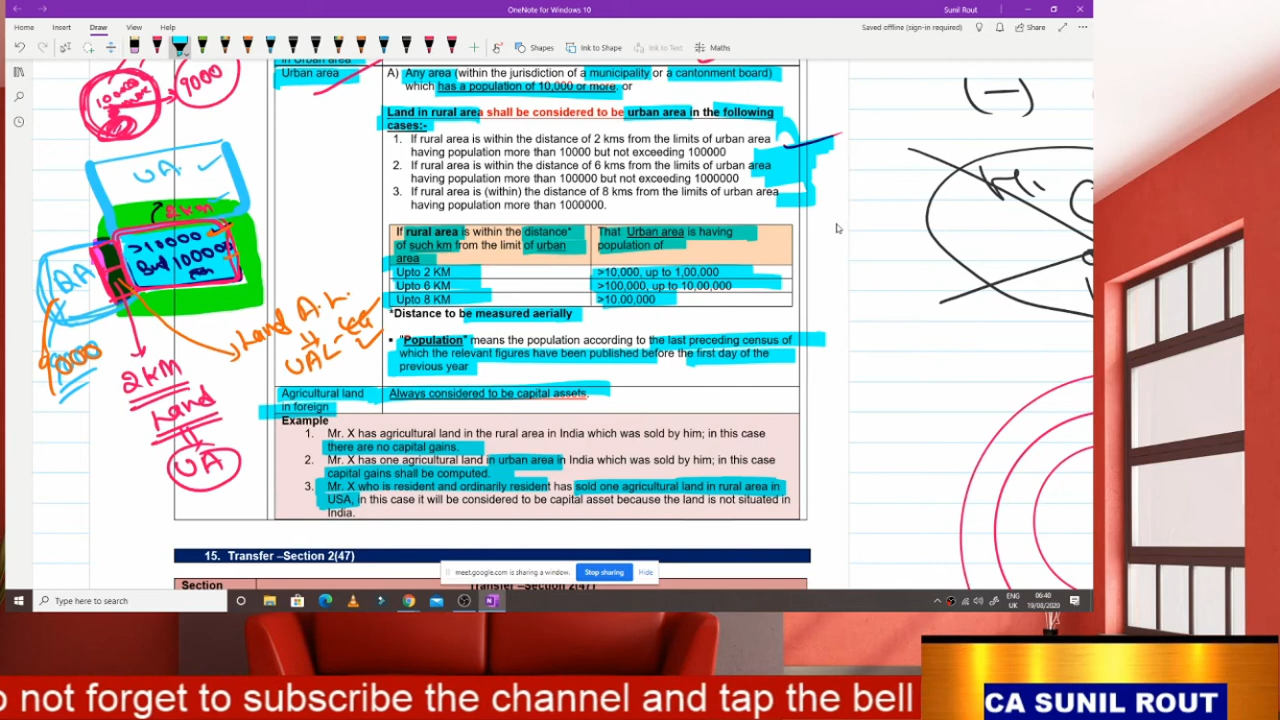 OneNote for Windows 10
Sunil Rout
Home
Insert
Draw
View
Help
Saved offline (sign-in required)
Share
Shapes
Ink to Shape
Ink to Text
Maths
in Urban area
Urban area
A) Any area (within the jurisdiction of a municipality or a cantonment board)
which has a population of 10,000 or more, or
Land in rural area shall be considered to be urban area in the following
cases:-
1. If rural area is within the distance of 2 kms from the limits of urban area
having population more than 10000 but not exceeding 100000
2. If rural area is within the distance of 6 kms from the limits of urban area
having population more than 100000 but not exceeding 1000000
3. If rural area is (within) the distance of 8 kms from the limits of urban area
having population more than 1000000.
If rural area is within the distance*
of such km from the limit of urban
area
That Urban area is having
population of
Upto 2 KM
>10,000, up to 1,00,000
Upto 6 KM
>100,000, up to 10,00,000
Upto 8 KM
>10,00,000
*Distance to be measured aerially
• "Population" means the population according to the last preceding census of
which the relevant figures have been published before the first day of the
previous year
Agricultural land
in foreign
Always considered to be capital assets.
Example
1. Mr. X has agricultural land in the rural area in India which was sold by him; in this case
there are no capital gains.
2. Mr. X has one agricultural land in urban area in India which was sold by him; in this case
capital gains shall be computed.
3. Mr. X who is resident and ordinarily resident has sold one agricultural land in rural area in
USA, in this case it will be considered to be capital asset because the land is not situated in
India.
15. Transfer –Section 2(47)
Section
Transfer –Section 2(47)
9000
UA
2km
>10000
But 100000
RA
90000
Land A.L.
UAL
2KM
Land
UA
(-)
meet.google.com is sharing a window.
Stop sharing
Hide
Type here to search
ENG
UK
06:40
19/08/2020
o not forget to subscribe the channel and tap the bell
CA SUNIL ROUT